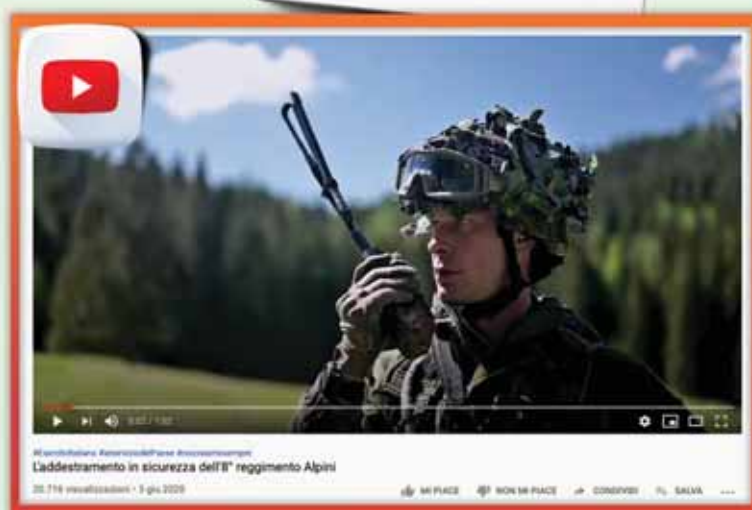 #EsercitoItaliano #alserviziodelPaese #noicisiamosempre
L'addestramento in sicurezza dell'8° reggimento Alpini
20.716 visualizzazioni • 3 giu 2020
MI PIACE NON MI PIACE CONDIVIDI SALVA